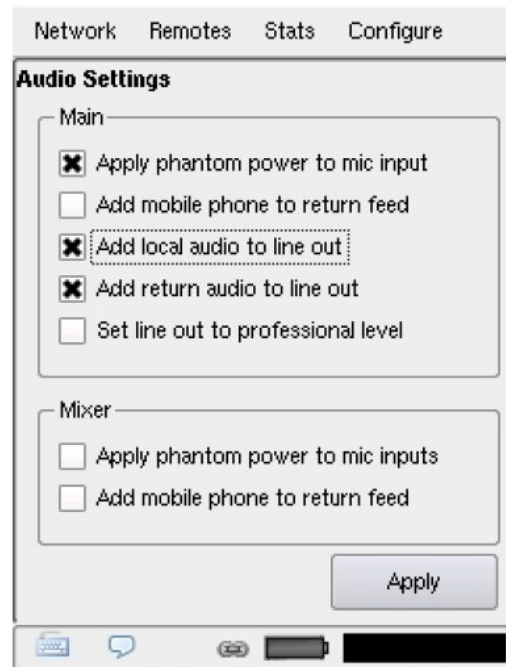 Network Remotes Stats Configure
Audio Settings
Main
Apply phantom power to mic input
Add mobile phone to return feed
Add local audio to line out
Add return audio to line out
Set line out to professional level
Mixer
Apply phantom power to mic inputs
Add mobile phone to return feed
Apply